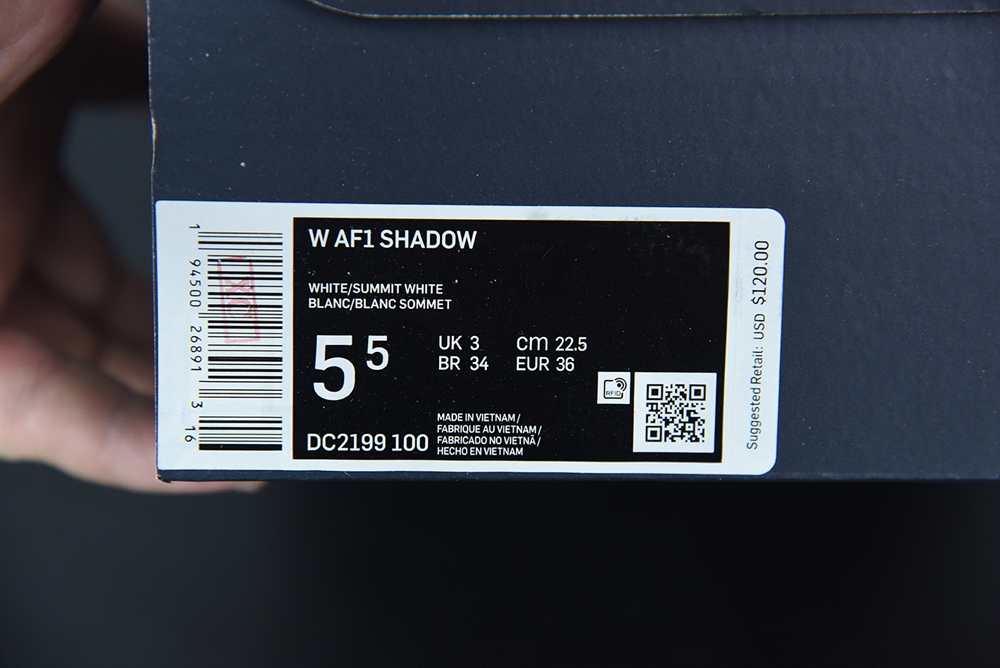 W AF1 SHADOW
WHITE/SUMMIT WHITE
BLANC/BLANC SOMMET
5 5
UK 3 cm 22.5
BR 34 EUR 36
RFID
MADE IN VIETNAM /
FABRIQUE AU VIETNAM /
FABRICADO NO VIETNÃ /
HECHO EN VIETNAM
DC2199 100
1 94500 26891 3 16
Suggested Retail: USD $120.00